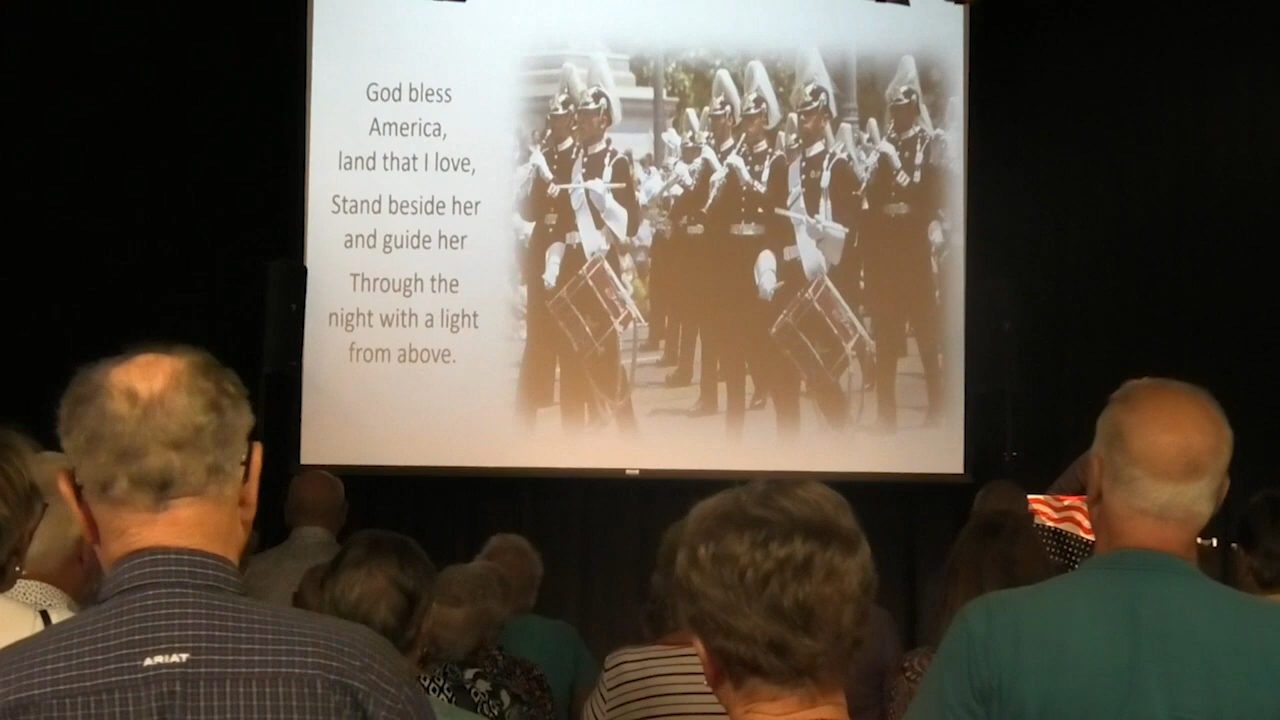 God bless
America,
land that I love,
Stand beside her
and guide her
Through the
night with a light
from above.
ARIAT